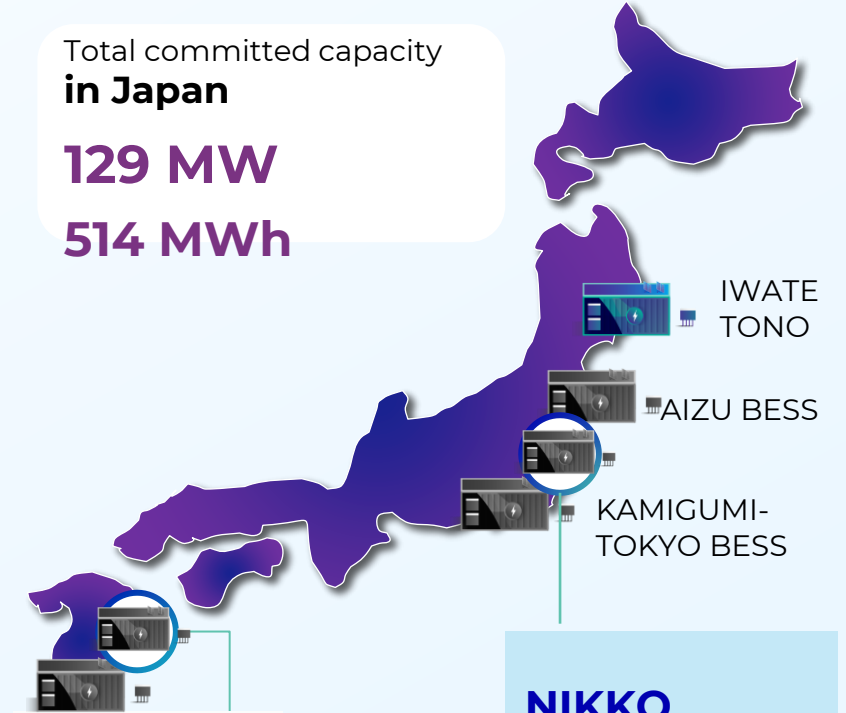 Total committed capacity
in Japan
129 MW
514 MWh
IWATE
TONO
AIZU BESS
KAMIGUMI-
TOKYO BESS
NIKKO